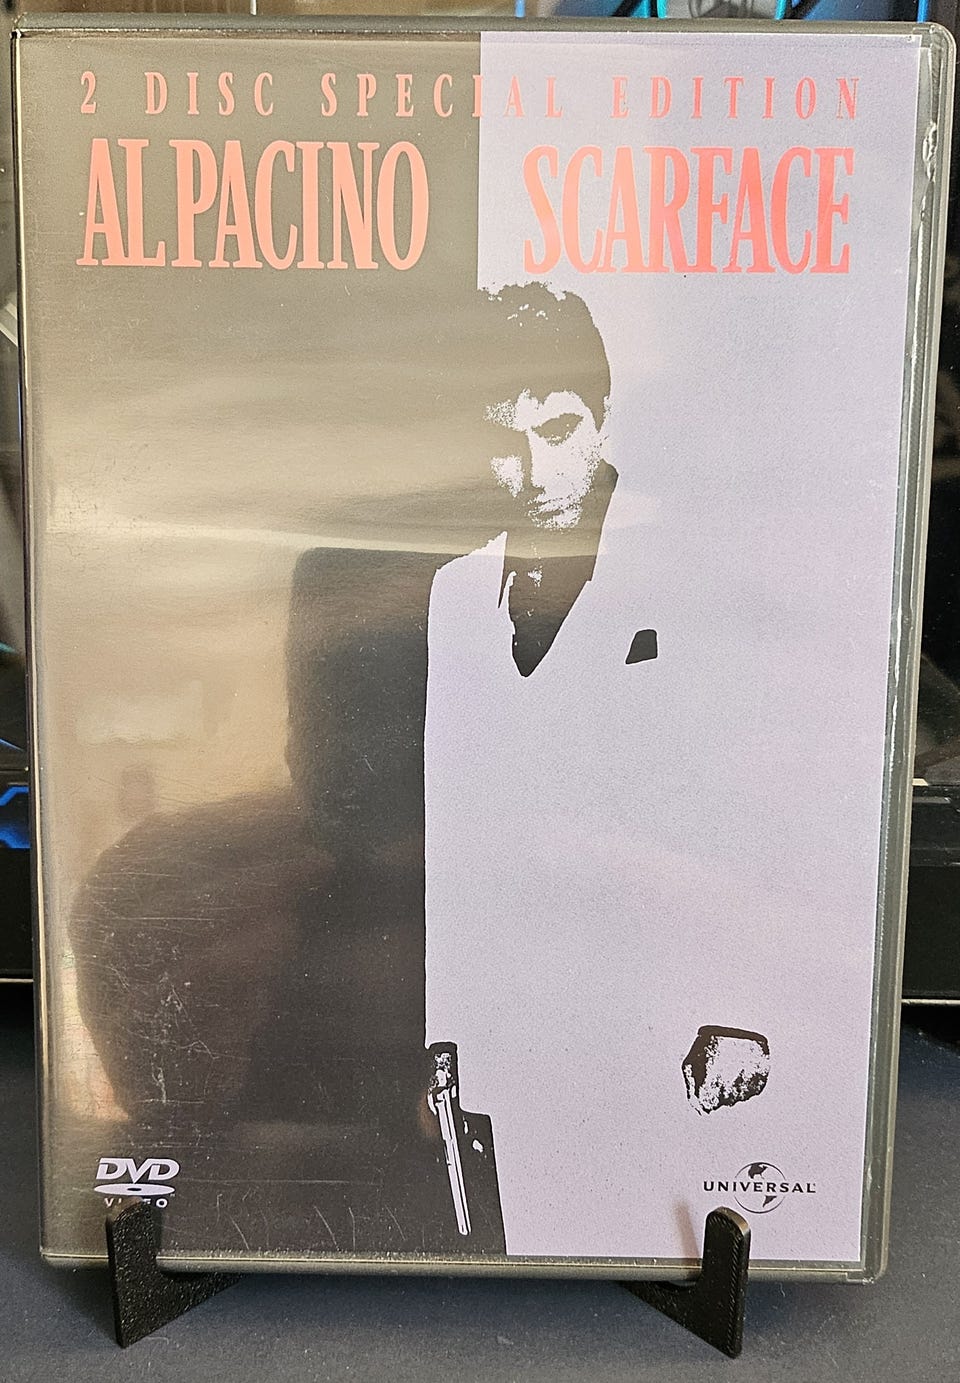 2 DISC SPECIAL EDITION
AL PACINO SCARFACE
DVD
VIDEO
UNIVERSAL